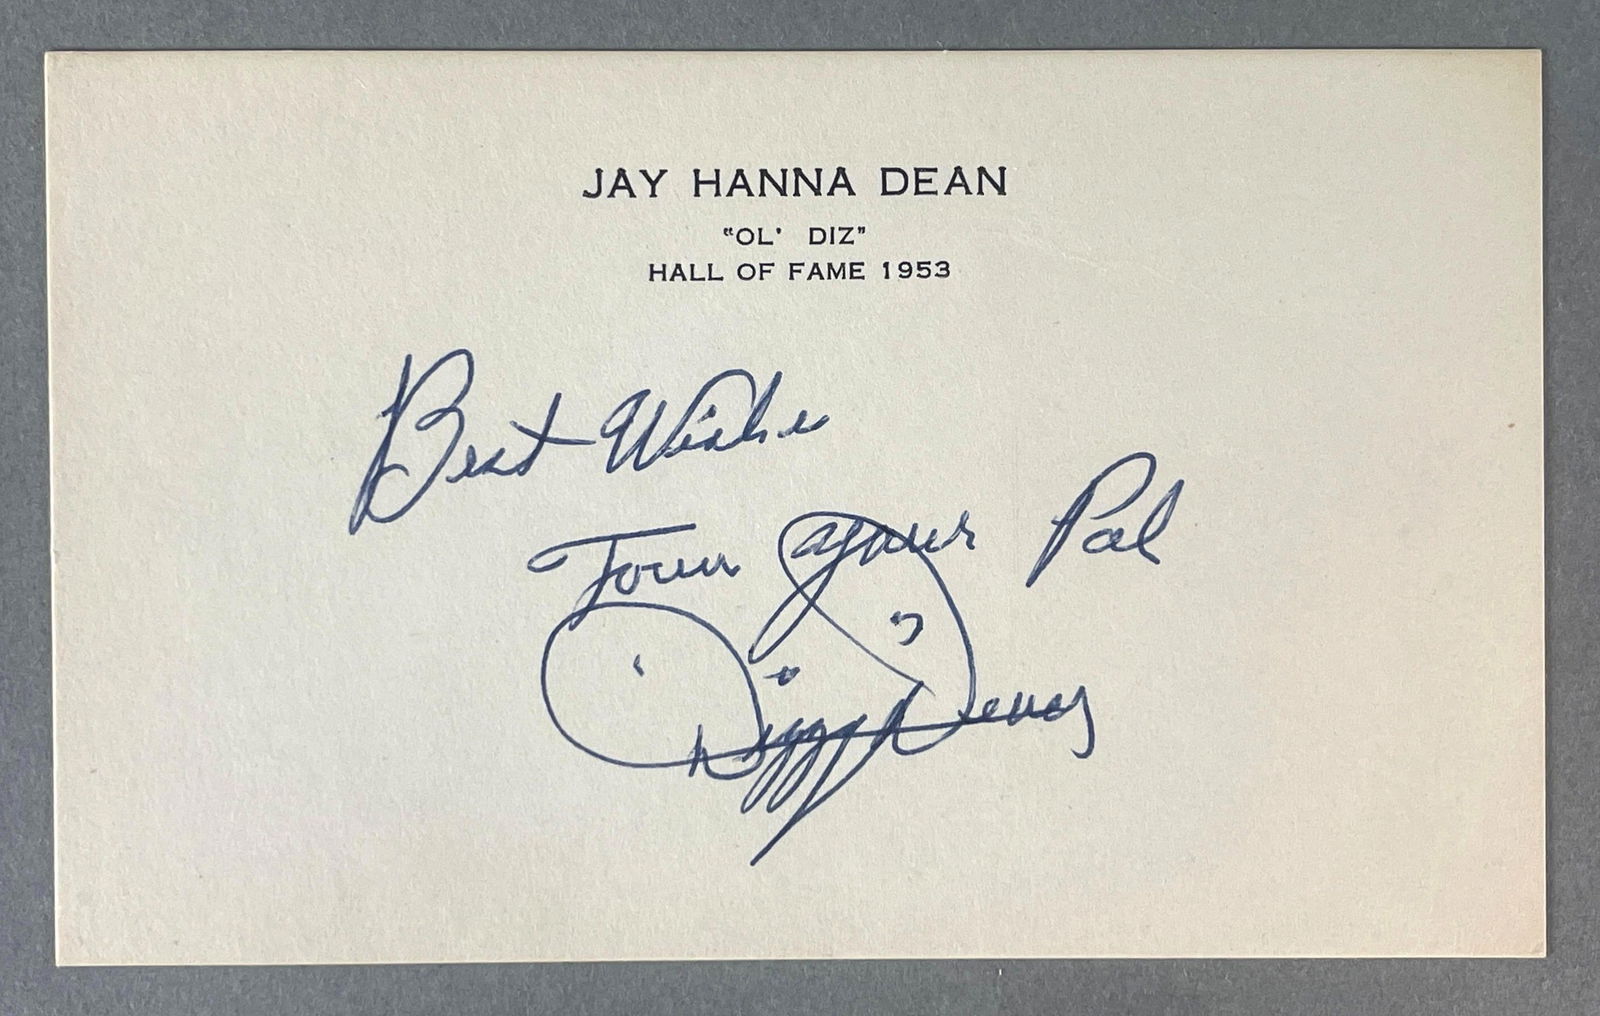 JAY HANNA DEAN
"OL' DIZ"
HALL OF FAME 1953
Best Wishes
your Pal
Dizzy Dean